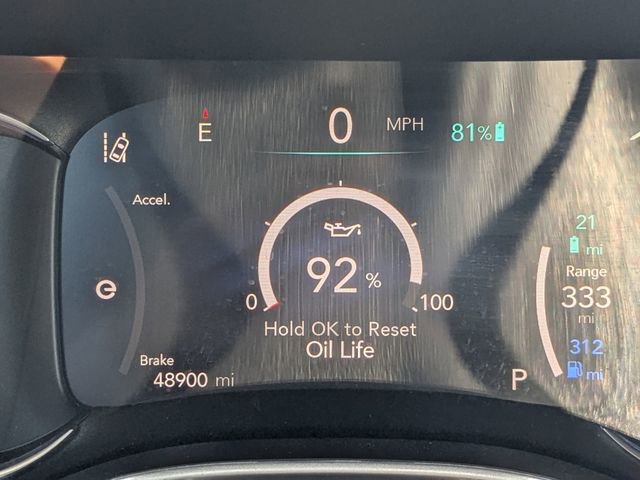 E
0 MPH
81%
Accel.
21
mi
Range
333
mi
312
mi
92 %
0
100
Hold OK to Reset
Oil Life
Brake
48900 mi
P